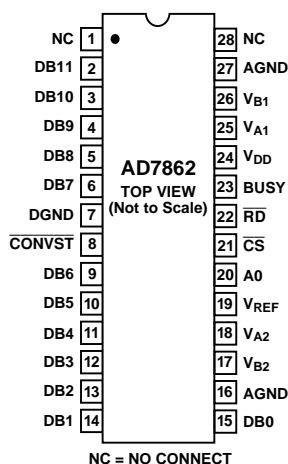 NC 1 28 NC
DB11 2 27 AGND
DB10 3 26 VB1
DB9 4 25 VA1
DB8 5 24 VDD
DB7 6 AD7862 23 BUSY
DGND 7 TOP VIEW 22 RD
(Not to Scale)
CONVST 8 21 CS
DB6 9 20 A0
DB5 10 19 VREF
DB4 11 18 VA2
DB3 12 17 VB2
DB2 13 16 AGND
DB1 14 15 DB0
NC = NO CONNECT